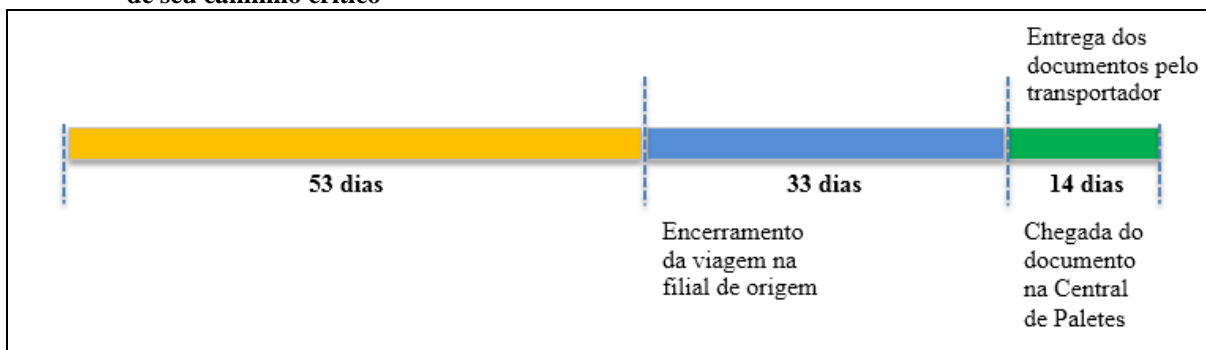 de seu caminho crítico
Entrega dos
documentos pelo
transportador
53 dias
33 dias
14 dias
Encerramento
da viagem na
filial de origem
Chegada do
documento
na Central
de Paletes